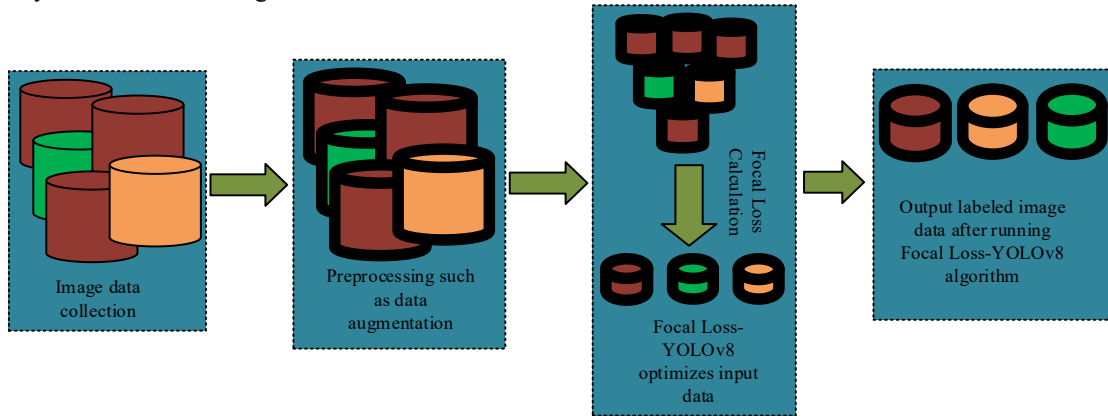 Image data
collection
Preprocessing such
as data
augmentation
Focal Loss
Calculation
Focal Loss-
YOLOv8
optimizes input
data
Output labeled image
data after running
Focal Loss-YOLOv8
algorithm